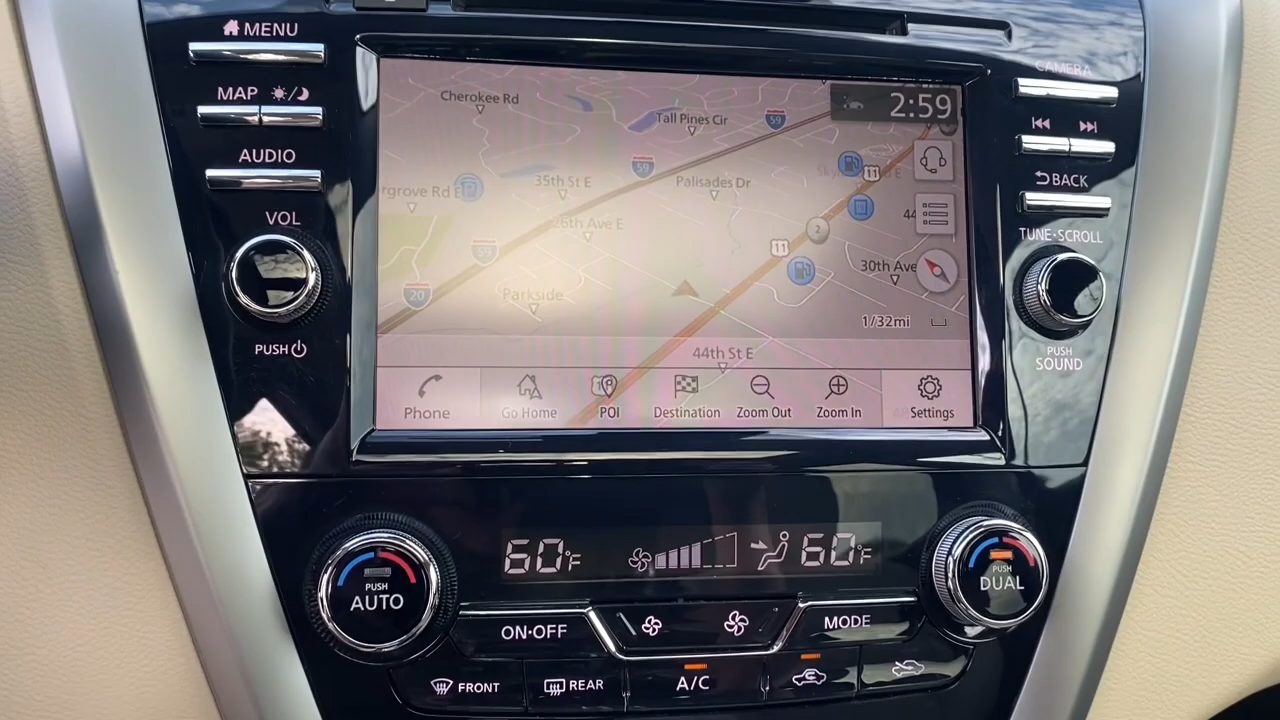 MENU
CAMERA
MAP
AUDIO
VOL
PUSH
BACK
TUNE·SCROLL
PUSH
SOUND
2:59
Cherokee Rd
Tall Pines Cir
59
59
11
35th St E
Palisades Dr
26th Ave E
2
11
59
44
30th Ave
20
Parkside
1/32mi
44th St E
Phone
Go Home
POI
Destination
Zoom Out
Zoom In
Settings
60°F
60°F
PUSH
AUTO
PUSH
DUAL
ON·OFF
MODE
FRONT
REAR
A/C